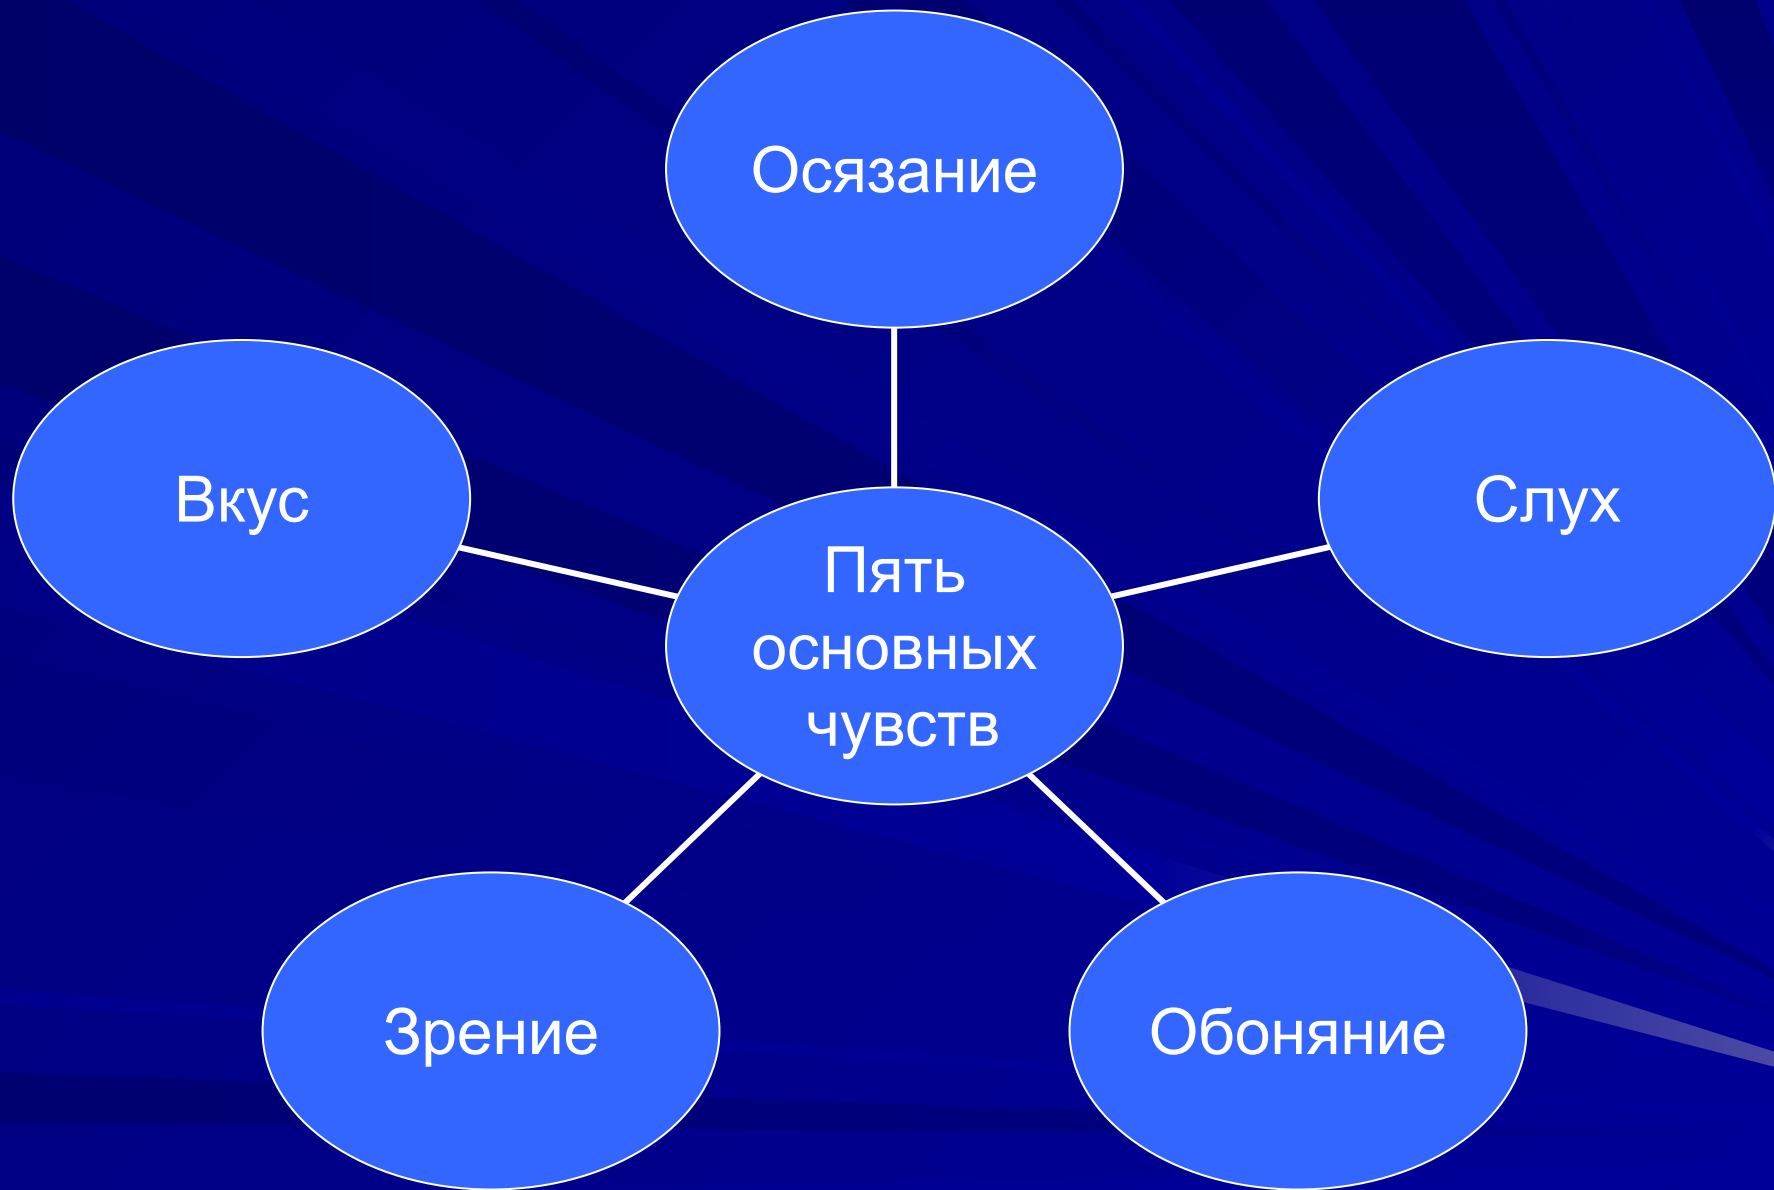 Осязание
Вкус
Слух
Пять
основных
чувств
Зрение
Обоняние